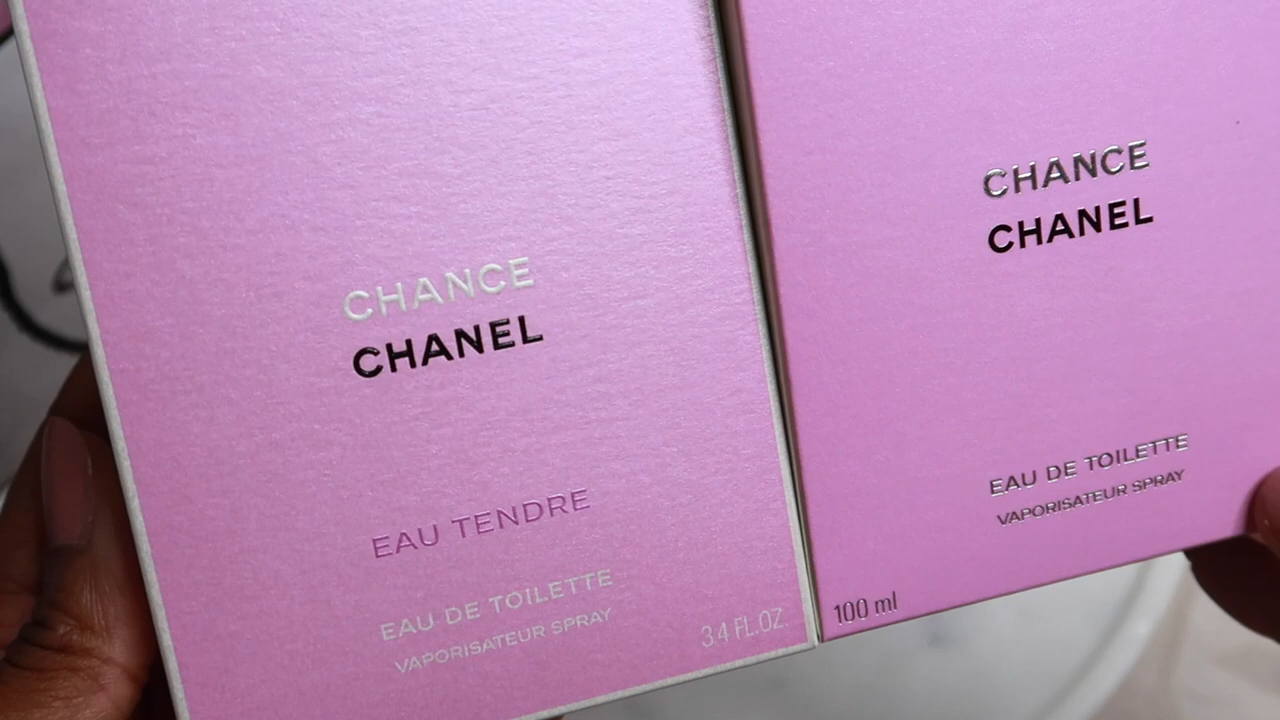 CHANCE
CHANEL
EAU TENDRE
EAU DE TOILETTE
VAPORISATEUR SPRAY
3.4 FL.OZ.
CHANCE
CHANEL
EAU DE TOILETTE
VAPORISATEUR SPRAY
100 ml